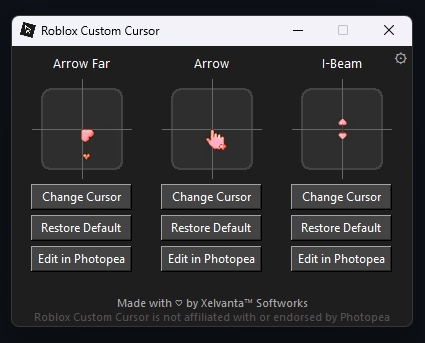 Roblox Custom Cursor
Arrow Far Arrow I-Beam
Change Cursor Change Cursor Change Cursor
Restore Default Restore Default Restore Default
Edit in Photopea Edit in Photopea Edit in Photopea
Made with ♡ by Xelvanta™ Softworks
Roblox Custom Cursor is not affiliated with or endorsed by Photopea